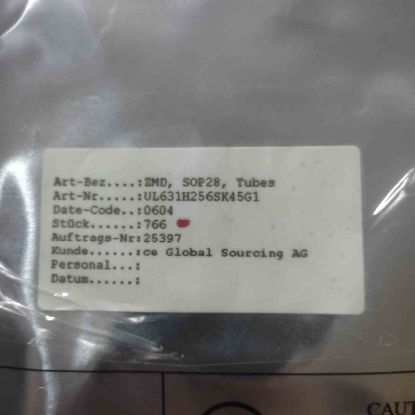 Art-Bez....:ZMD, SOP28, Tubes
Art-Nr.....:UL631H256SK45G1
Date-Code..:0604
Stück......:766
Auftrags-Nr:25397
Kunde......:ce Global Sourcing AG
Personal...:
Datum......:
CAUT